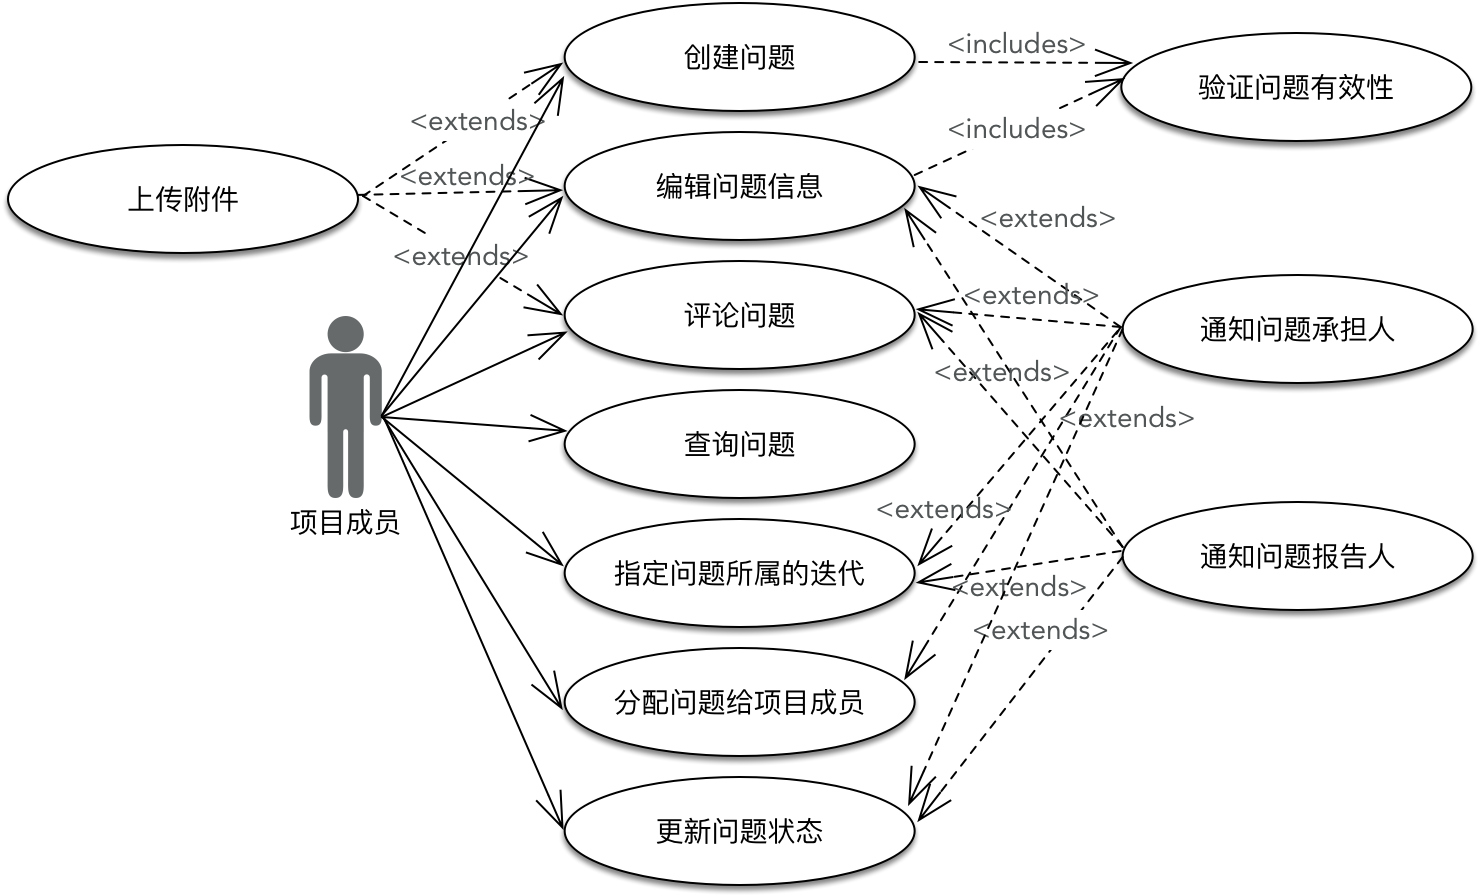 创建问题
<includes>
验证问题有效性
<extends>
<includes>
上传附件
<extends>
编辑问题信息
<extends>
<extends>
评论问题
<extends>
通知问题承担人
<extends>
<extends>
查询问题
项目成员
<extends>
通知问题报告人
指定问题所属的迭代
<extends>
<extends>
分配问题给项目成员
更新问题状态